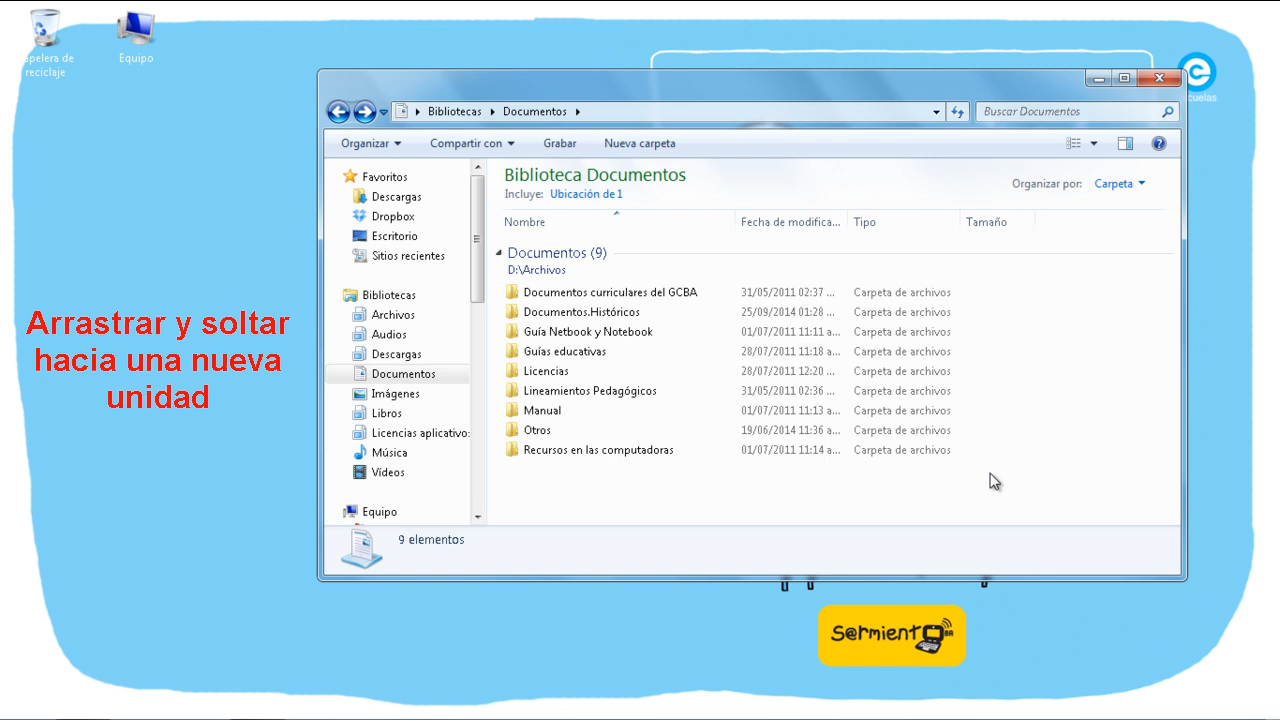 apelera de
reciclaje
Equipo
cuelas
Bibliotecas
Documentos
Buscar Documentos
Organizar
Compartir con
Grabar
Nueva carpeta
Favoritos
Descargas
Dropbox
Escritorio
Sitios recientes
Bibliotecas
Archivos
Audios
Descargas
Documentos
Imágenes
Libros
Licencias aplicativo:
Música
Vídeos
Equipo
Biblioteca Documentos
Incluye: Ubicación de 1
Organizar por: Carpeta
Nombre Fecha de modifica... Tipo Tamaño
Documentos (9)
D:\Archivos
Documentos curriculares del GCBA 31/05/2011 02:37 ... Carpeta de archivos
Documentos.Históricos 25/09/2014 01:28 ... Carpeta de archivos
Guía Netbook y Notebook 01/07/2011 11:11 a... Carpeta de archivos
Guías educativas 28/07/2011 11:18 a... Carpeta de archivos
Licencias 28/07/2011 12:20 ... Carpeta de archivos
Lineamientos Pedagógicos 31/05/2011 02:36 ... Carpeta de archivos
Manual 01/07/2011 11:13 a... Carpeta de archivos
Otros 19/06/2014 11:36 a... Carpeta de archivos
Recursos en las computadoras 01/07/2011 11:14 a... Carpeta de archivos
9 elementos
Arrastrar y soltar
hacia una nueva
unidad
S@rmiento BA